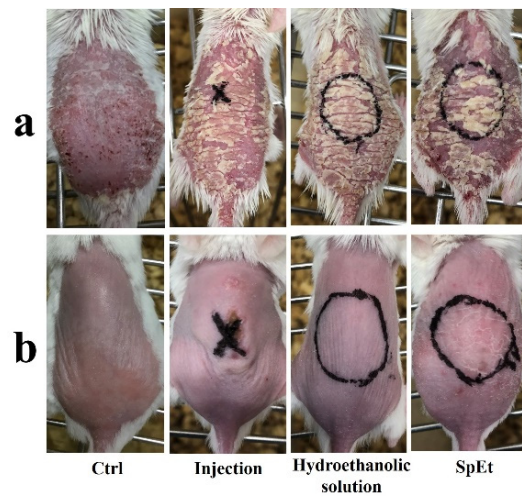 a
b
Ctrl
Injection
Hydroethanolic
solution
SpEt